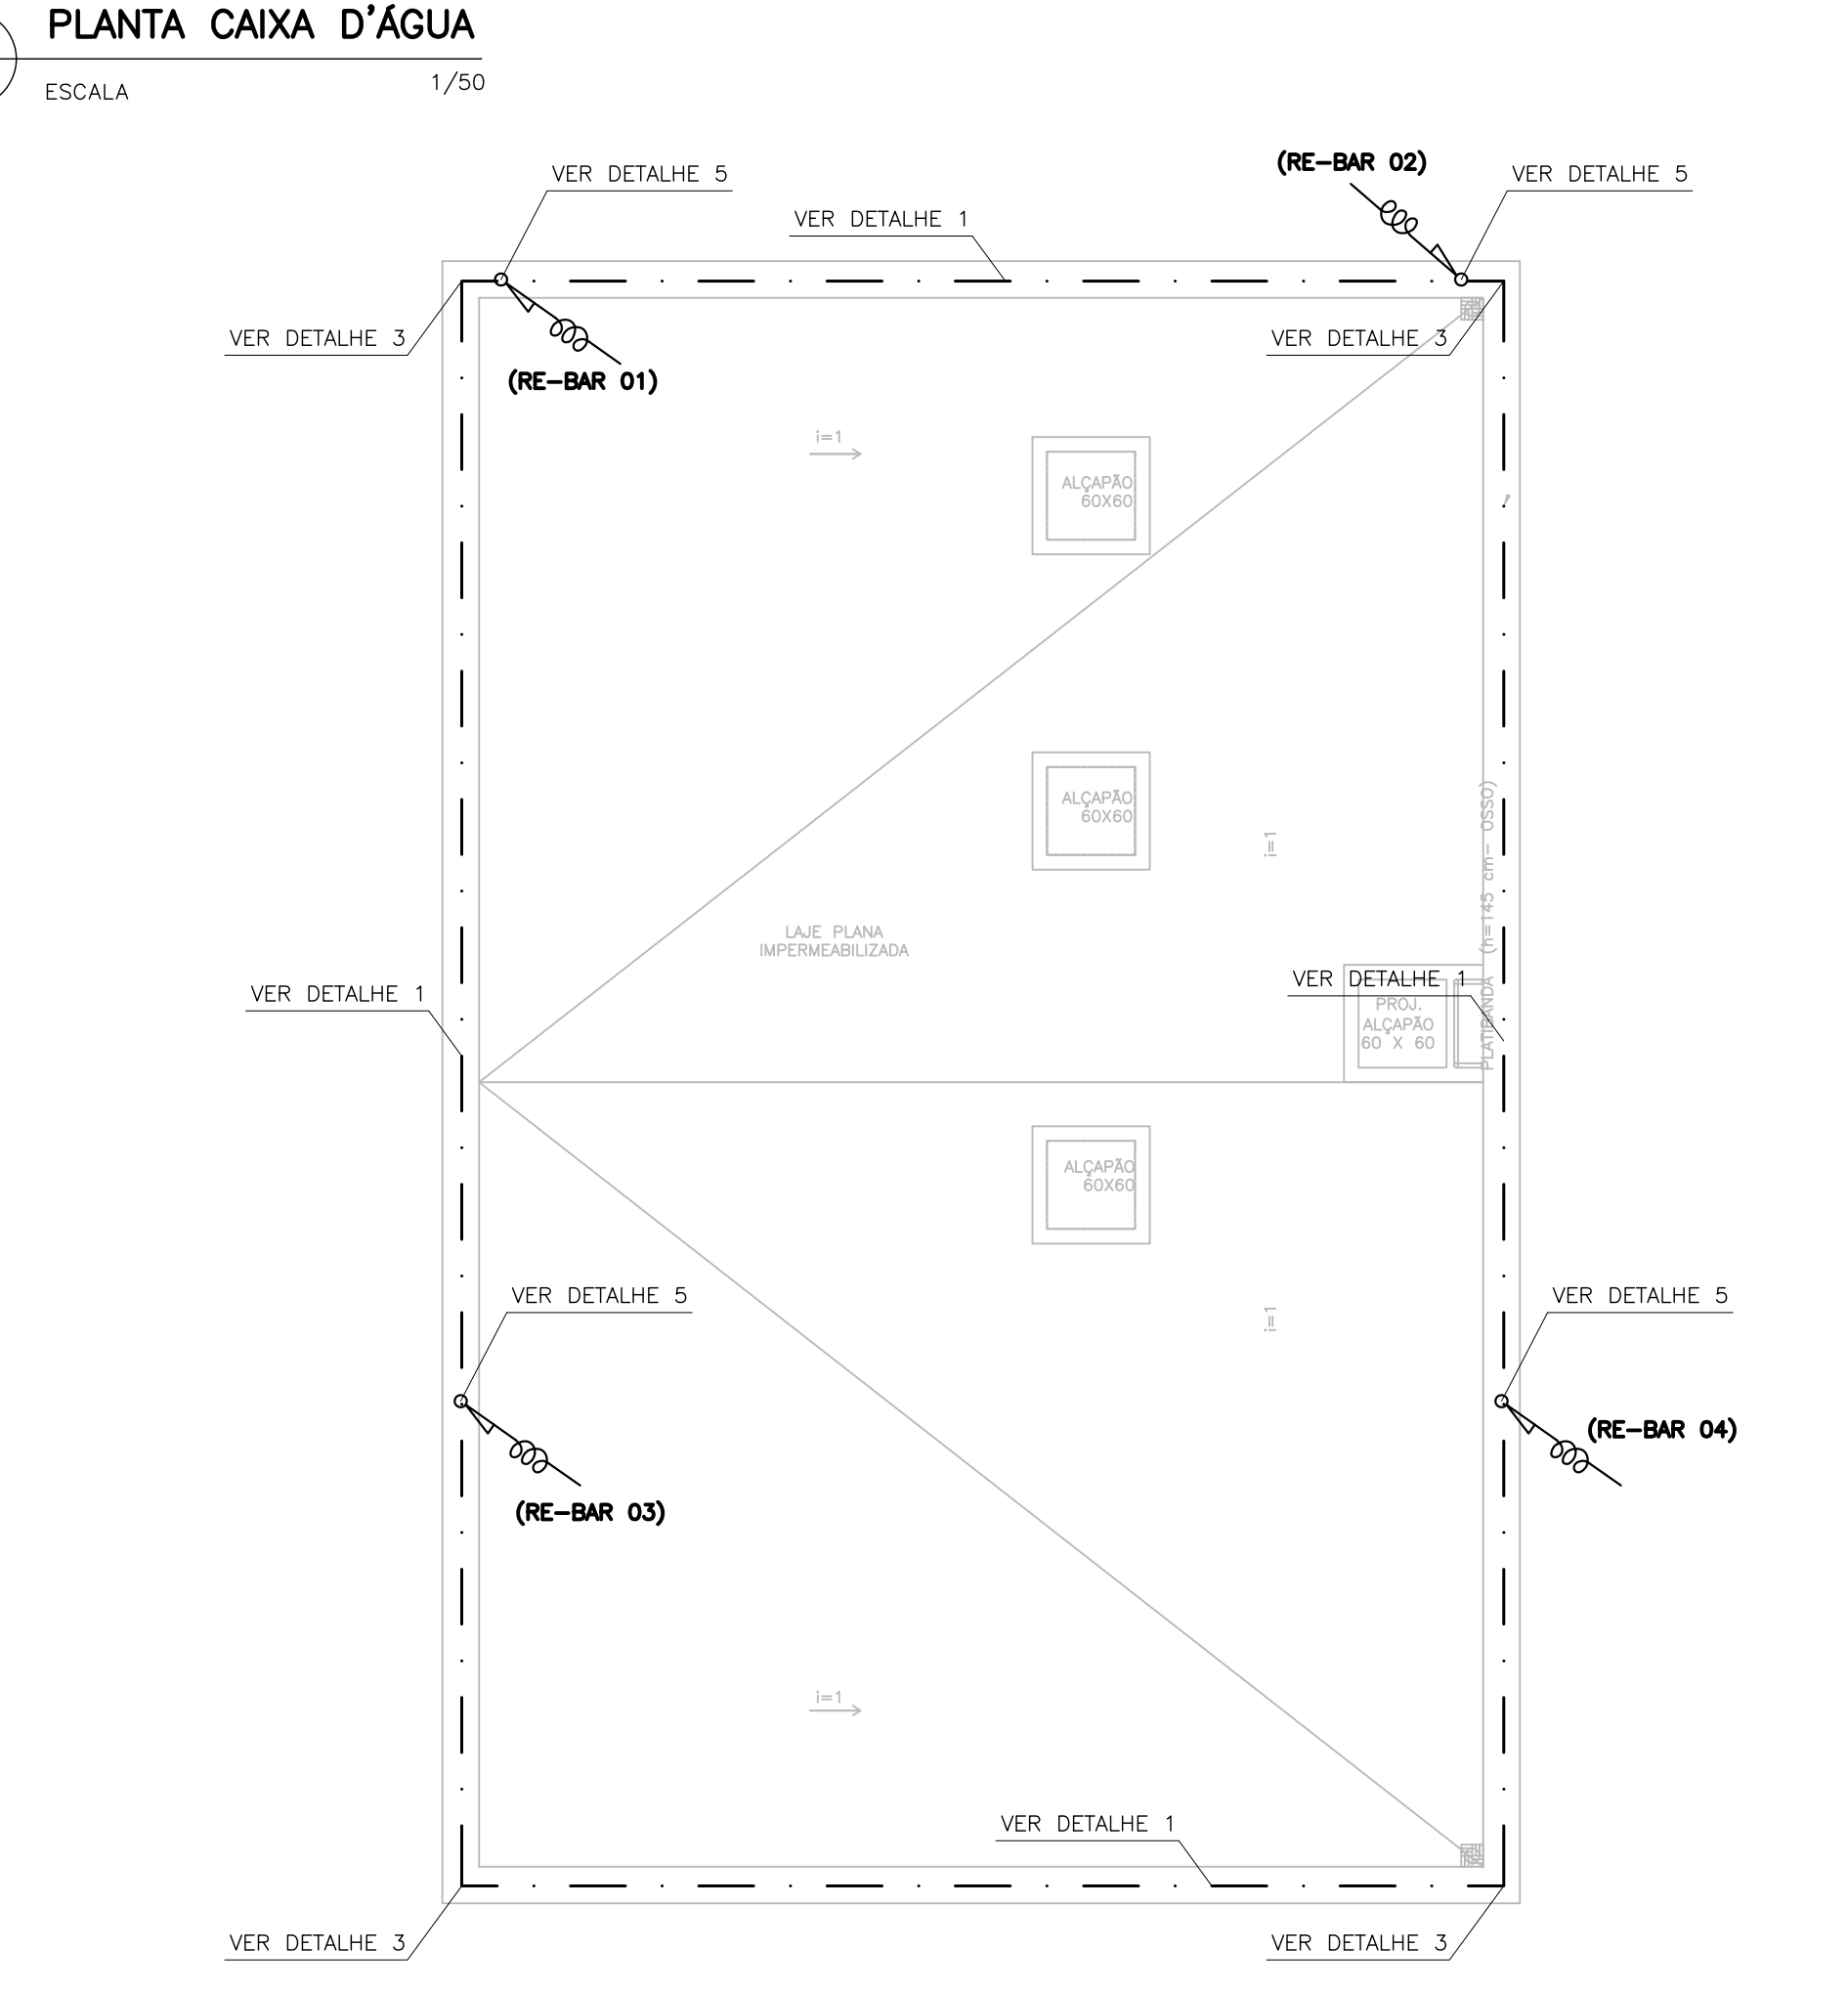 PLANTA CAIXA D'ÁGUA
ESCALA
1/50
(RE-BAR 02)
VER DETALHE 5
VER DETALHE 5
VER DETALHE 1
VER DETALHE 3
VER DETALHE 3
(RE-BAR 01)
i=1
ALÇAPÃO
60X60
ALÇAPÃO
60X60
i=1
LAJE PLANA
IMPERMEABILIZADA
PLATIBANDA (h=145 cm- OSSO)
VER DETALHE 1
VER DETALHE 1
PROJ.
ALÇAPÃO
60 X 60
ALÇAPÃO
60X60
VER DETALHE 5
VER DETALHE 5
i=1
(RE-BAR 04)
(RE-BAR 03)
i=1
VER DETALHE 1
VER DETALHE 3
VER DETALHE 3